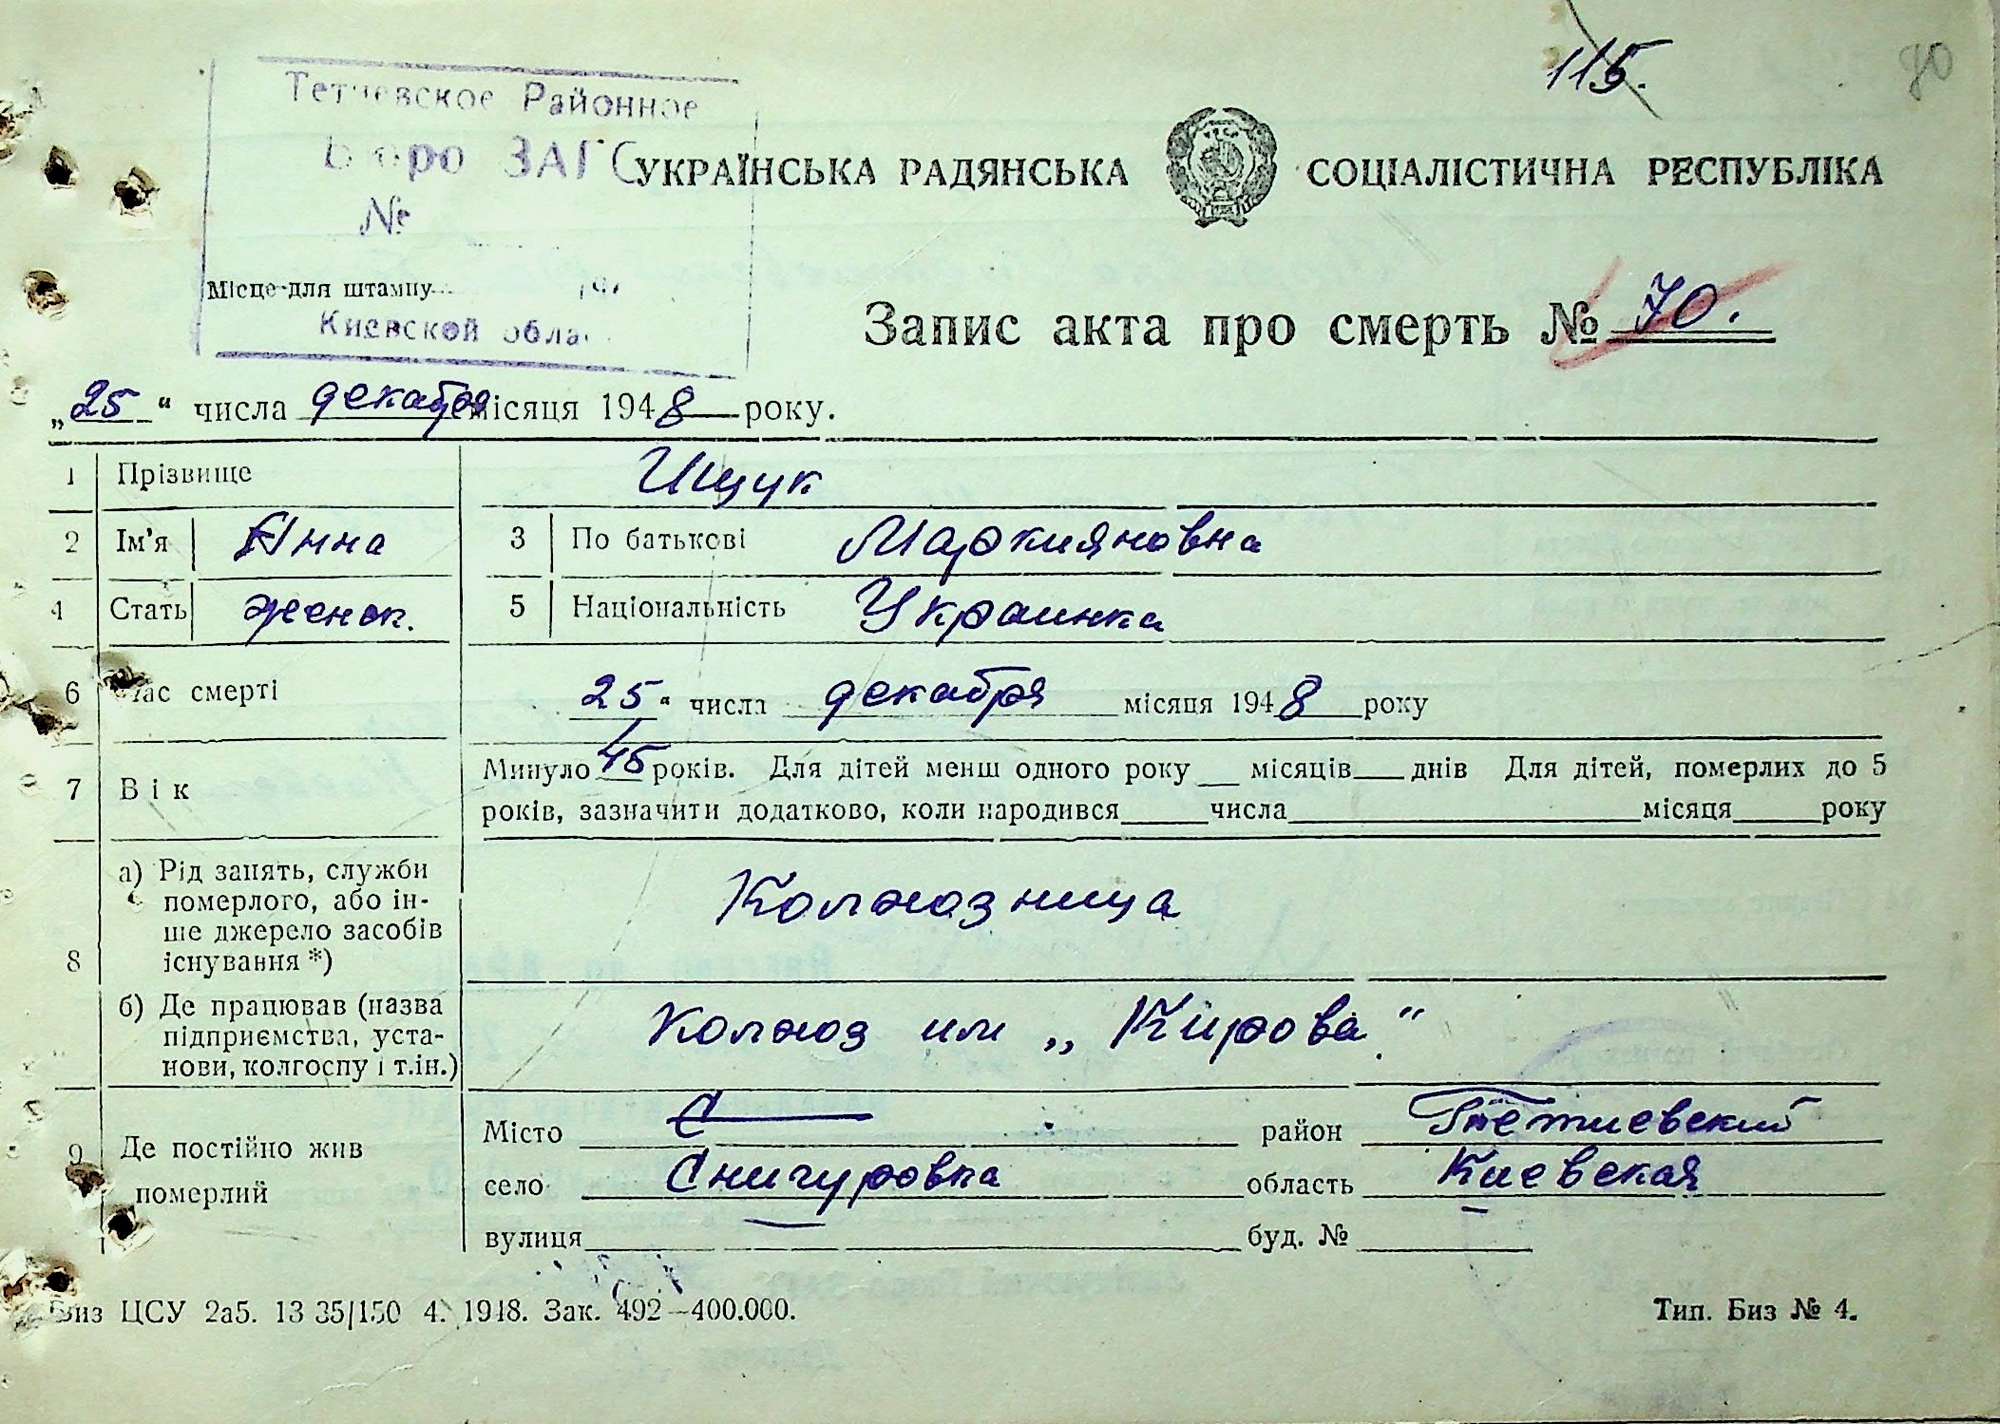 115.
70
Тетиевское Районное
Бюро ЗАГС
№
УКРАЇНСЬКА РАДЯНСЬКА СОЦІАЛІСТИЧНА РЕСПУБЛІКА
Місце для штампу
Киевской обла
Запис акта про смерть № 70.
„25“ числа декабря місяця 1948 року.
1 Прізвище Ищук
2 Ім'я Анна 3 По батькові Маркияновна
4 Стать женск. 5 Національність Украинка
6 Час смерті 25“ числа декабря місяця 1948 року
7 Вік Минуло 45 років. Для дітей менш одного року місяців днів Для дітей, померлих до 5
років, зазначити додатково, коли народився числа місяця року
8 а) Рід занять, служби
померлого, або ін-
ше джерело засобів
існування *)
Колхозница
б) Де працював (назва
підприємства, уста-
нови, колгоспу і т.ін.)
Колхоз им „Кирова"
9 Де постійно жив
померлий
Місто С район Тетиевский
село Снигуровка область Киевская
вулиця — буд. № —
Биз ЦСУ 2а5. 13 35/150 4. 1948. Зак. 492—400.000.
Тип. Биз № 4.